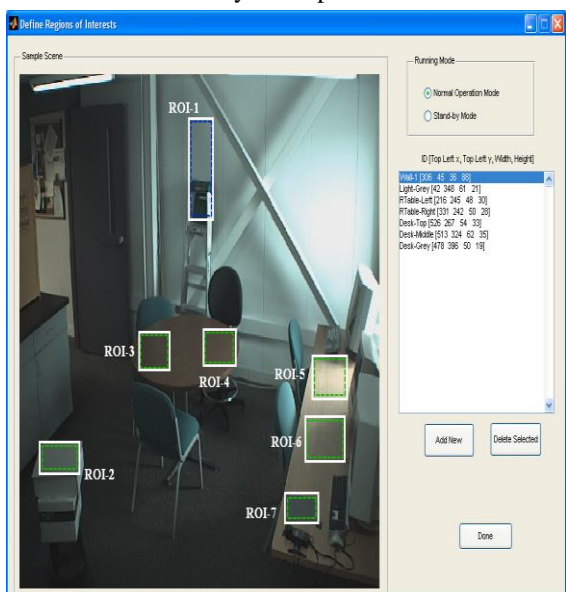 Define Regions of Interests
Sample Scene
ROI-1
ROI-2
ROI-3
ROI-4
ROI-5
ROI-6
ROI-7
Running Mode
Normal Operation Mode
Stand-by Mode
ID [Top Left x, Top Left y, Width, Height]
Wall-1 [306 45 36 88]
Light-Grey [42 348 61 21]
RTable-Left [216 245 48 30]
RTable-Right [331 242 50 28]
Desk-Top [526 267 54 33]
Desk-Middle [513 324 62 35]
Desk-Grey [478 396 50 19]
Add New
Delete Selected
Done